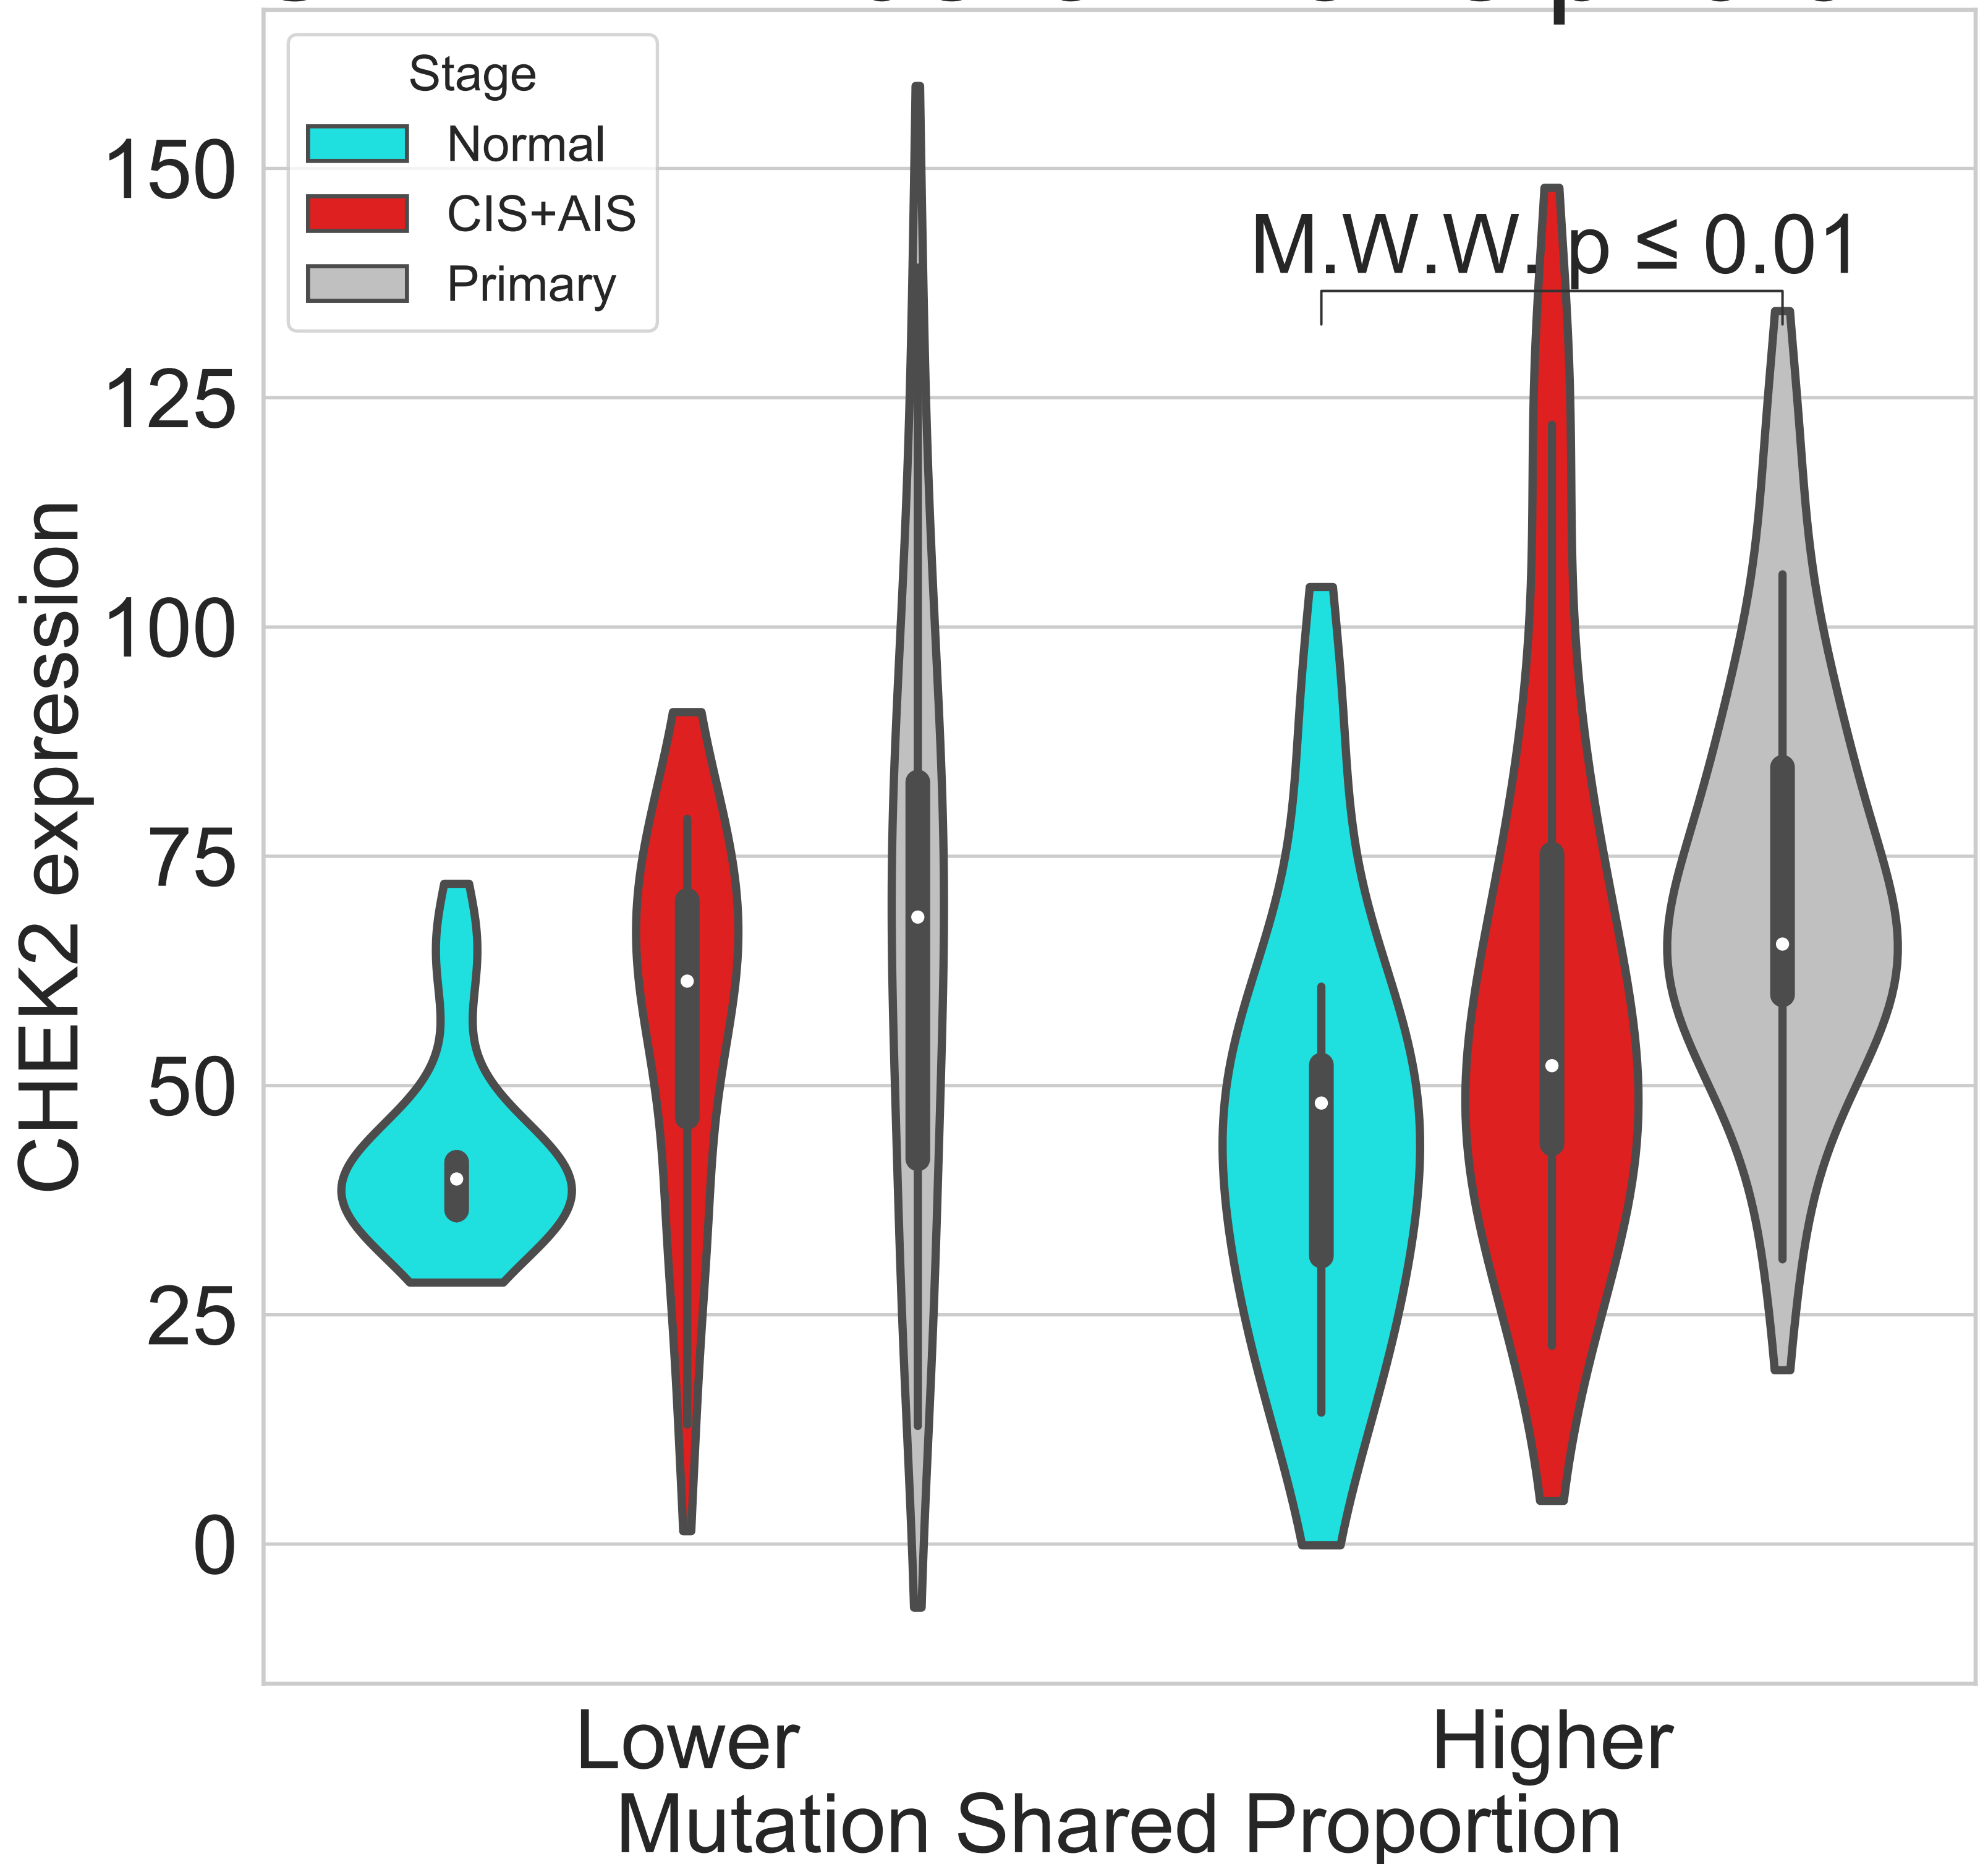 Stage
Normal
CIS+AIS
Primary
M.W.W. p ≤ 0.01
150
125
100
75
50
25
0
CHEK2 expression
Lower Higher
Mutation Shared Proportion